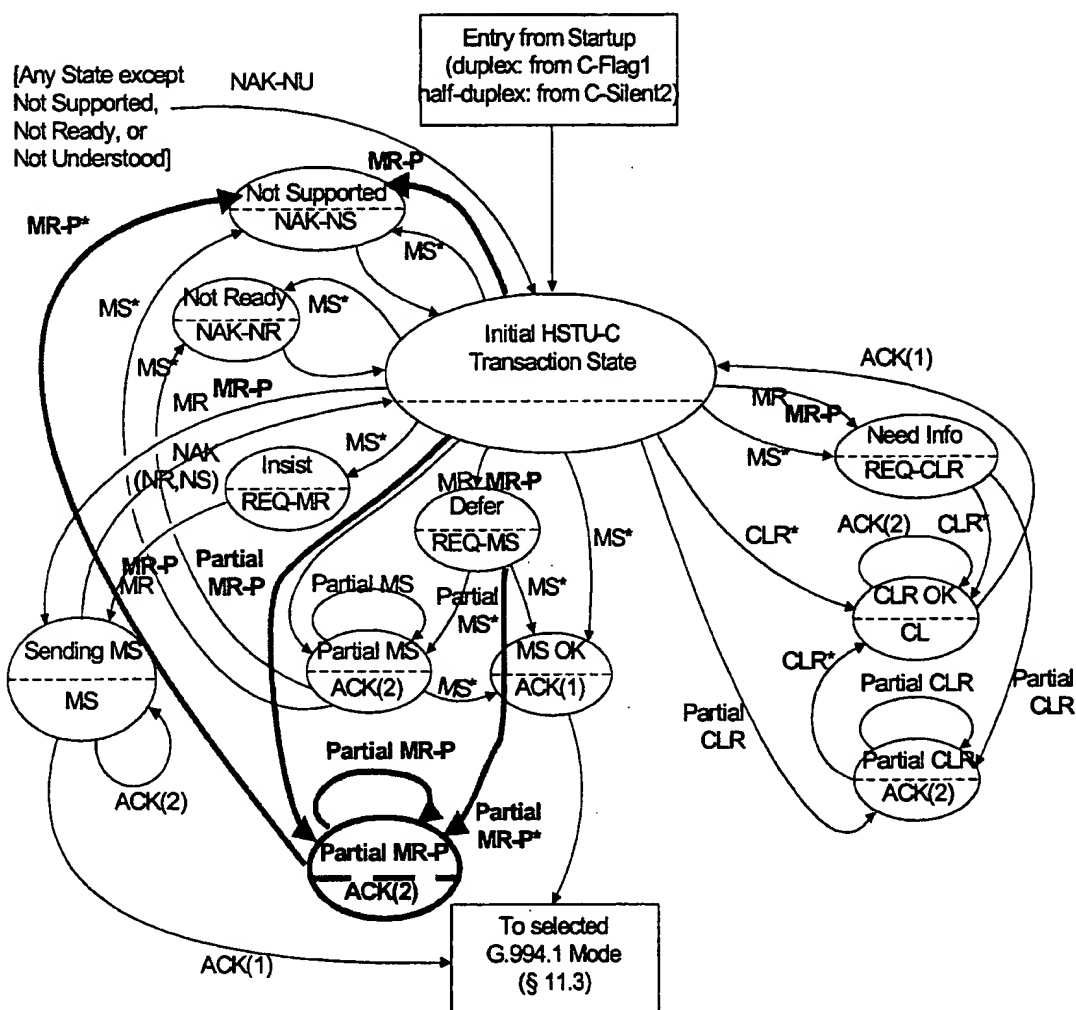 Entry from Startup
(duplex: from C-Flag1
half-duplex: from C-Silent2)
[Any State except
Not Supported,
Not Ready, or
Not Understood]
NAK-NU
MR-P
Not Supported
NAK-NS
MR-P*
MS*
MS*
Not Ready
NAK-NR
MS*
Initial HSTU-C
Transaction State
MS*
MR MR-P
ACK(1)
MR
MR-P
Need Info
REQ-CLR
MS*
NAK
(NR,NS)
Insist
REQ-MR
MS*
MR MR-P
Defer
REQ-MS
MS*
CLR*
ACK(2)
CLR*
CLR OK
CL
MR-P
MR
Partial
MR-P
Partial MS
Partial
MS*
MS*
Sending MS
MS
Partial MS
ACK(2)
MS*
MS OK
ACK(1)
CLR*
Partial CLR
Partial
CLR
Partial
CLR
Partial CLR
ACK(2)
ACK(2)
Partial MR-P
Partial
MR-P*
Partial MR-P
ACK(2)
To selected
G.994.1 Mode
(§ 11.3)
ACK(1)